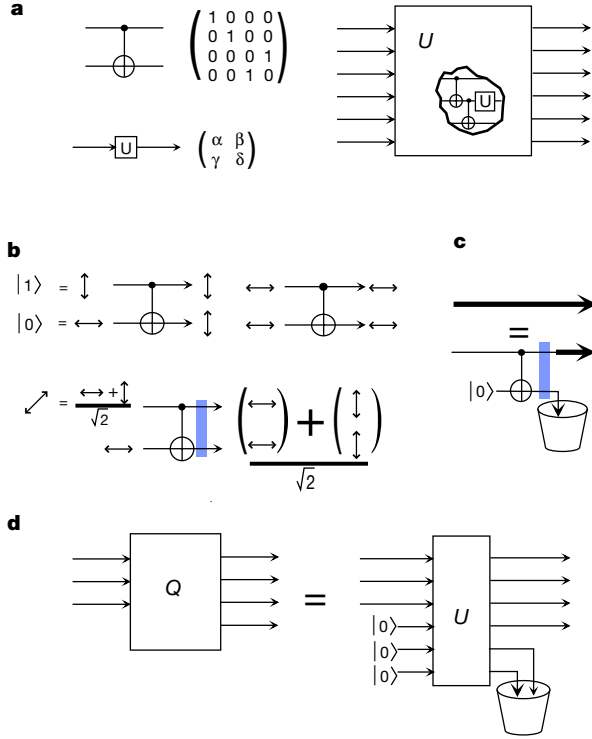 a
1 0 0 0
0 1 0 0
0 0 0 1
0 0 1 0
U
U
U
α β
γ δ
b
|1⟩ =
|0⟩ =
c
=
|0⟩
= + 
√2
+
√2
d
Q
=
U
|0⟩
|0⟩
|0⟩